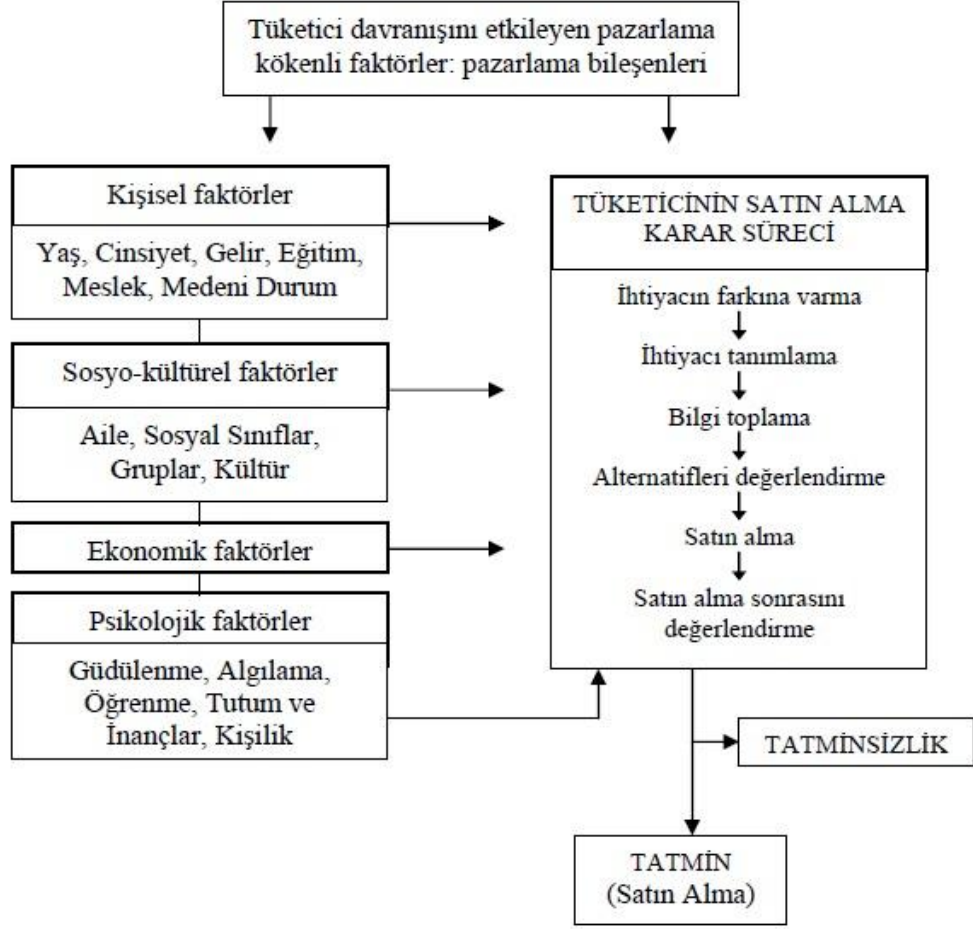 Tüketici davranışını etkileyen pazarlama
kökenli faktörler: pazarlama bileşenleri
Kişisel faktörler
Yaş, Cinsiyet, Gelir, Eğitim,
Meslek, Medeni Durum
Sosyo-kültürel faktörler
Aile, Sosyal Sınıflar,
Gruplar, Kültür
Ekonomik faktörler
Psikolojik faktörler
Güdülenme, Algılama,
Öğrenme, Tutum ve
İnançlar, Kişilik
TÜKETİCİNİN SATIN ALMA
KARAR SÜRECİ
İhtiyacın farkına varma
İhtiyacı tanımlama
Bilgi toplama
Alternatifleri değerlendirme
Satın alma
Satın alma sonrasını
değerlendirme
TATMİNSİZLİK
TATMİN
(Satın Alma)